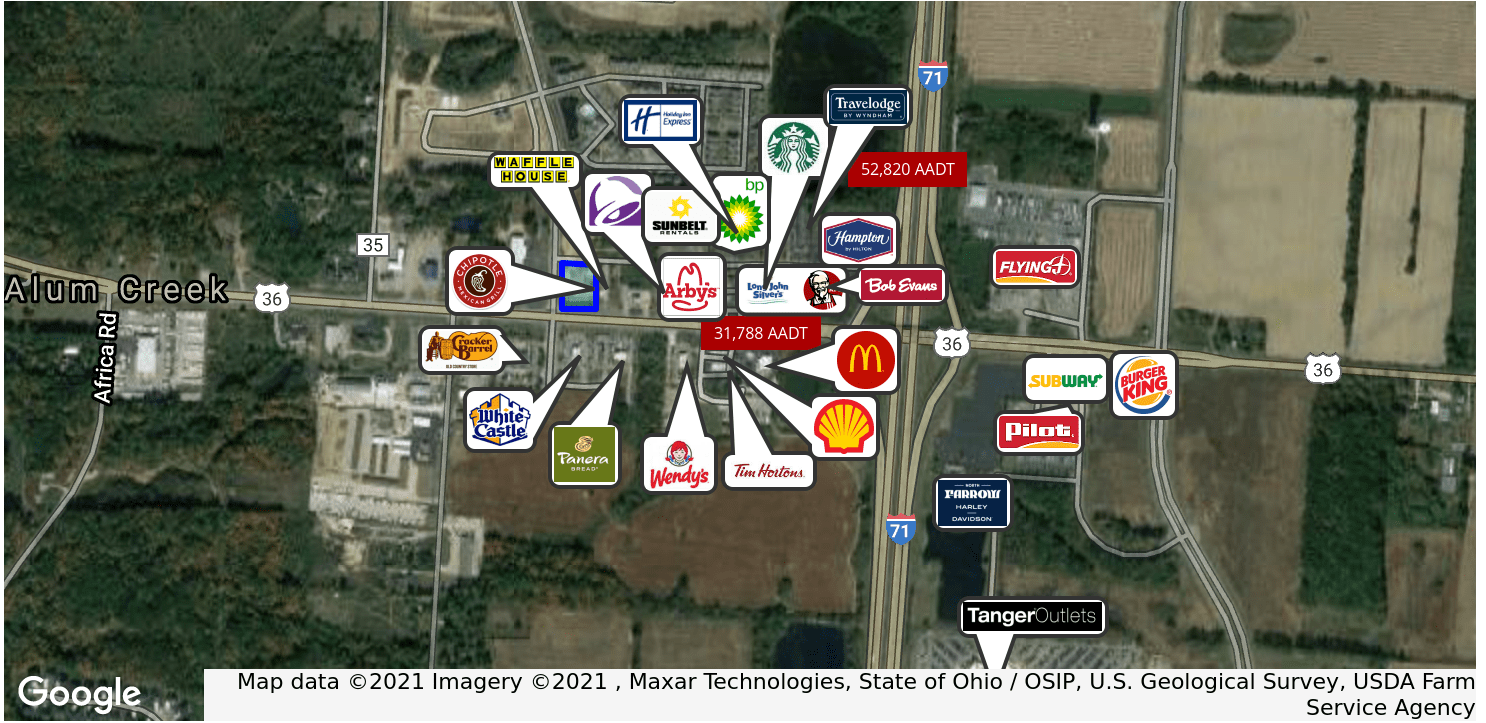 71
Travelodge
BY WYNDHAM
Holiday Inn
Express
WAFFLE
HOUSE
52,820 AADT
bp
SUNBELT
RENTALS
Hampton
by HILTON
35
CHIPOTLE
MEXICAN GRILL
FLYING J
Alum Creek
36
Arby's
Long John
Silver's
Bob Evans
31,788 AADT
36
Africa Rd
Cracker
Barrel
OLD COUNTRY STORE
36
SUBWAY
BURGER
KING
White
Castle
Panera
BREAD
Wendy's
Tim Hortons
Pilot
NORTH
FARROW
HARLEY
DAVIDSON
71
TangerOutlets
Google
Map data ©2021 Imagery ©2021 , Maxar Technologies, State of Ohio / OSIP, U.S. Geological Survey, USDA Farm
Service Agency